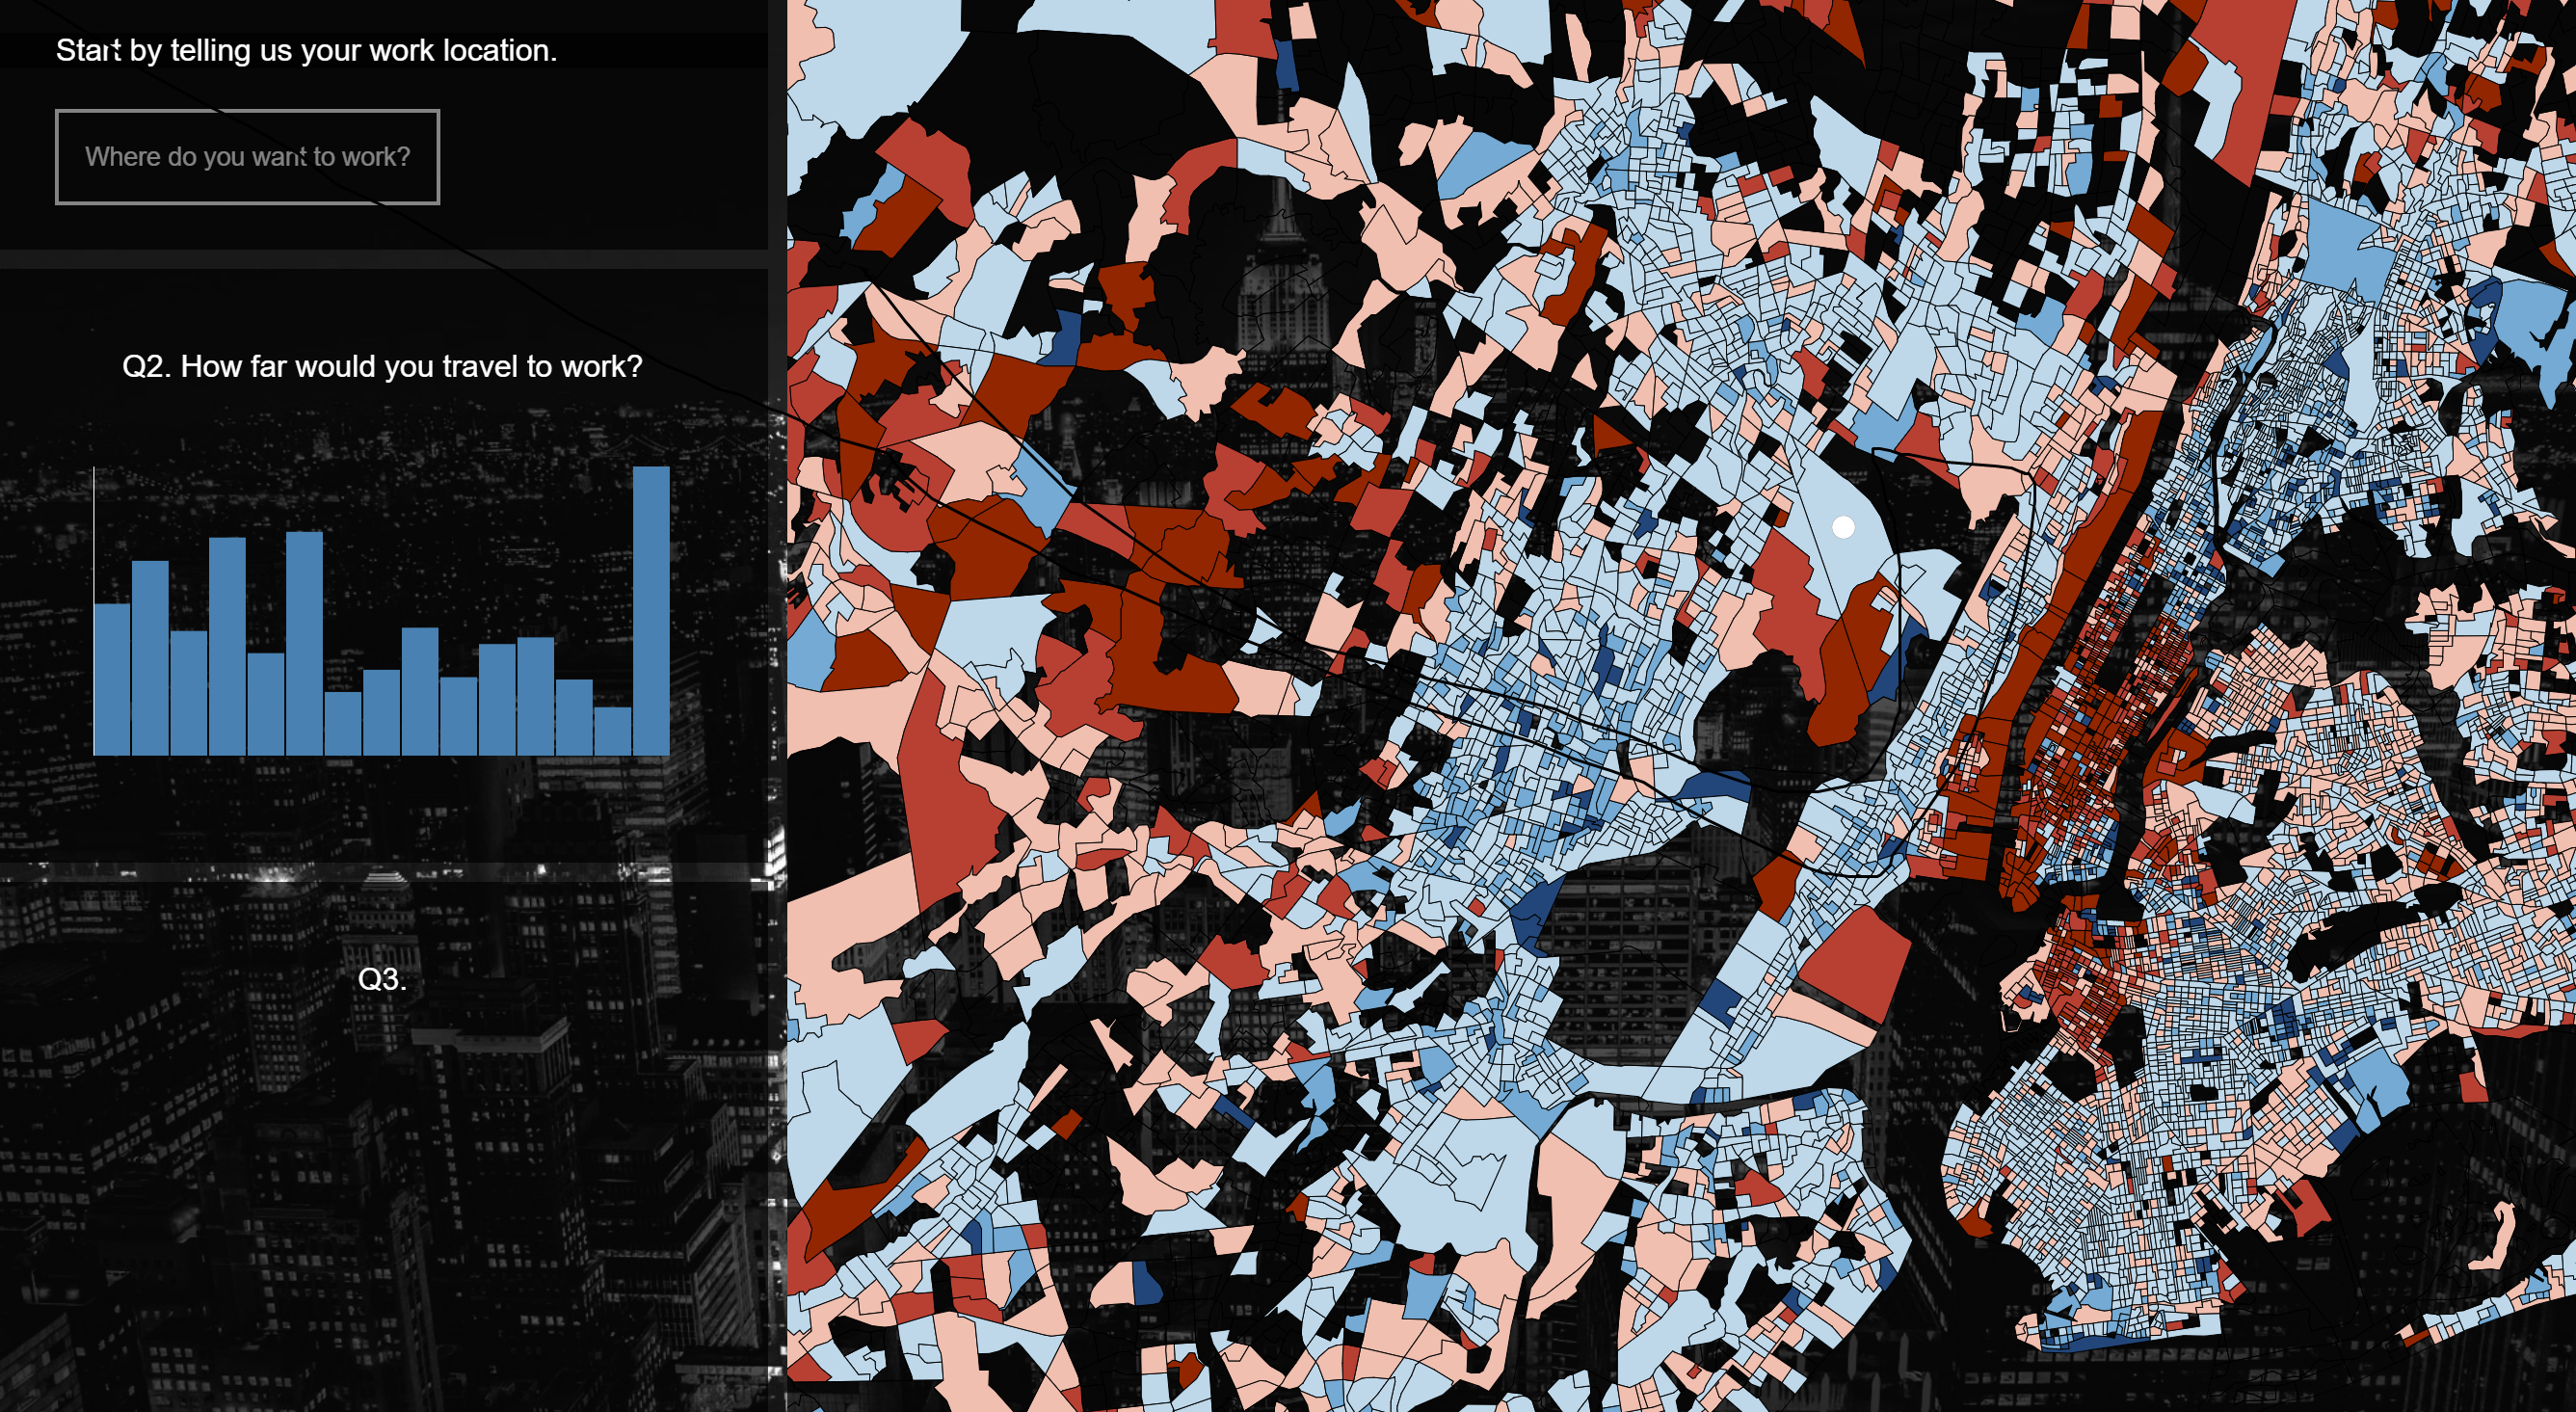 Start by telling us your work location.
Where do you want to work?
Q2. How far would you travel to work?
Q3.